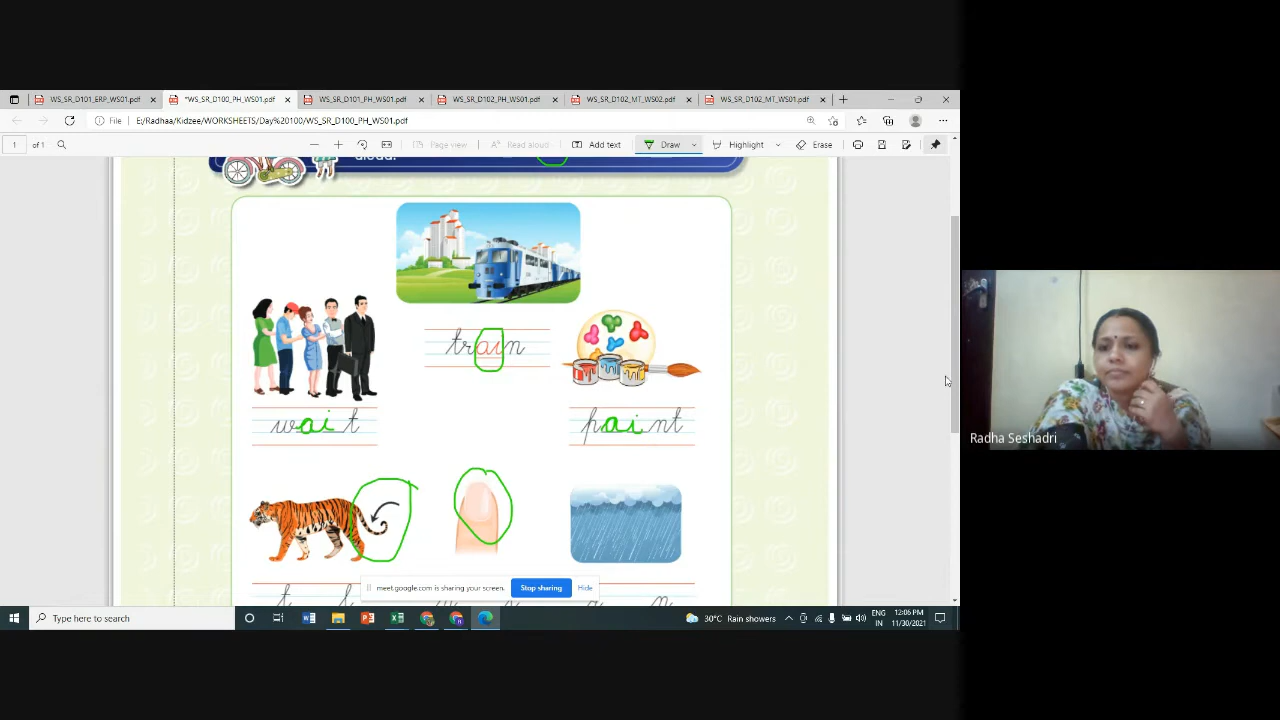 WS_SR_D101_ERP_WS01.pdf
*WS_SR_D100_PH_WS01.pdf
WS_SR_D101_PH_WS01.pdf
WS_SR_D102_PH_WS01.pdf
WS_SR_D102_MT_WS02.pdf
WS_SR_D102_MT_WS01.pdf
File
E:/Radhaa/Kidzee/WORKSHEETS/Day%20100/WS_SR_D100_PH_WS01.pdf
1 of 1
Page view
Read aloud
Add text
Draw
Highlight
Erase
aloud.
train
wait
paint
Radha Seshadri
t l
meet.google.com is sharing your screen.
Stop sharing
Hide
n
Type here to search
30°C Rain showers
ENG
IN
12:06 PM
11/30/2021